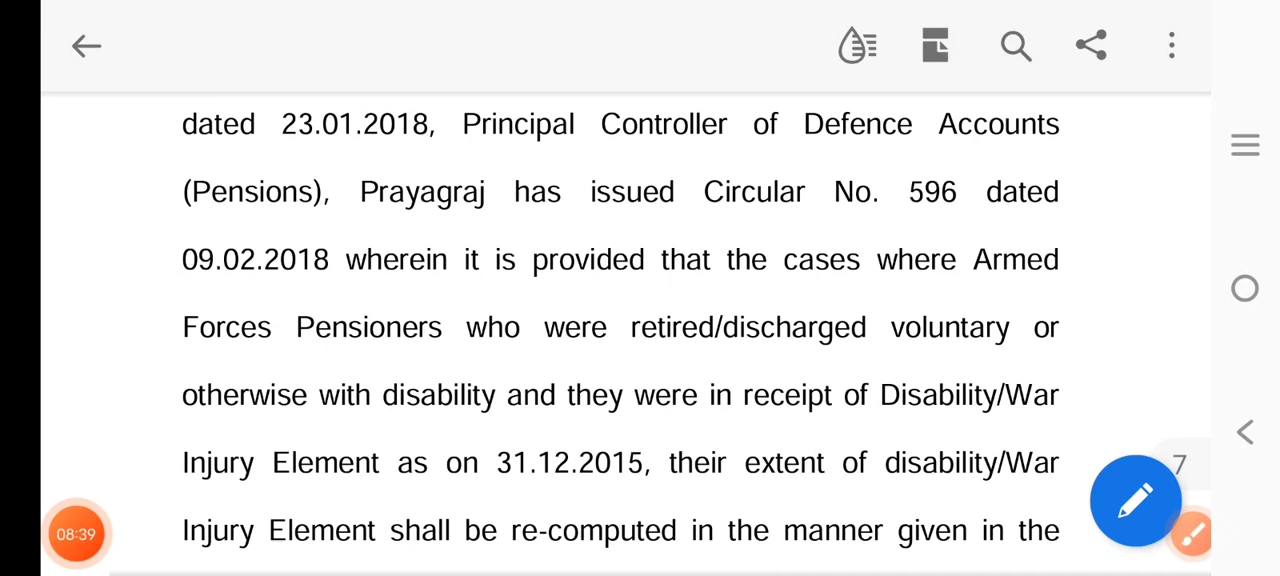 dated 23.01.2018, Principal Controller of Defence Accounts
(Pensions), Prayagraj has issued Circular No. 596 dated
09.02.2018 wherein it is provided that the cases where Armed
Forces Pensioners who were retired/discharged voluntary or
otherwise with disability and they were in receipt of Disability/War
Injury Element as on 31.12.2015, their extent of disability/War
7
Injury Element shall be re-computed in the manner given in the
08:39